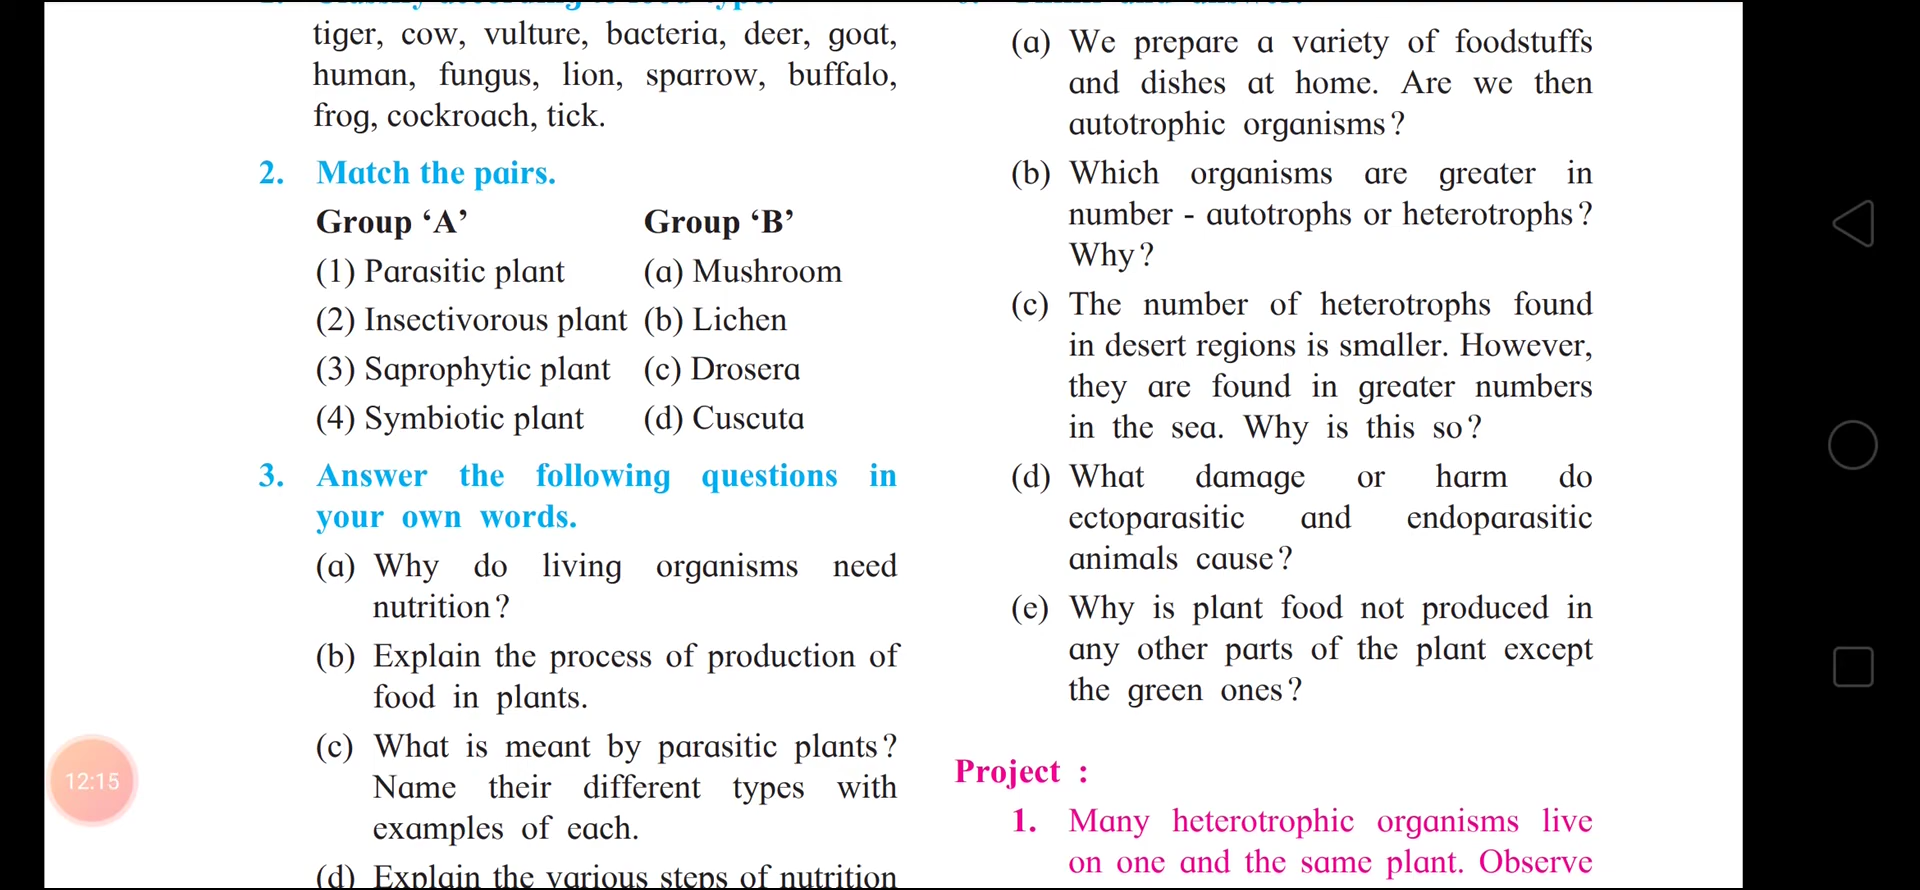 tiger, cow, vulture, bacteria, deer, goat,
human, fungus, lion, sparrow, buffalo,
frog, cockroach, tick.
2. Match the pairs.
Group ‘A’ Group ‘B’
(1) Parasitic plant (a) Mushroom
(2) Insectivorous plant (b) Lichen
(3) Saprophytic plant (c) Drosera
(4) Symbiotic plant (d) Cuscuta
3. Answer the following questions in
your own words.
(a) Why do living organisms need
nutrition?
(b) Explain the process of production of
food in plants.
(c) What is meant by parasitic plants?
Name their different types with
examples of each.
(d) Explain the various steps of nutrition
(a) We prepare a variety of foodstuffs
and dishes at home. Are we then
autotrophic organisms?
(b) Which organisms are greater in
number - autotrophs or heterotrophs?
Why?
(c) The number of heterotrophs found
in desert regions is smaller. However,
they are found in greater numbers
in the sea. Why is this so?
(d) What damage or harm do
ectoparasitic and endoparasitic
animals cause?
(e) Why is plant food not produced in
any other parts of the plant except
the green ones?
Project :
1. Many heterotrophic organisms live
on one and the same plant. Observe
12:15